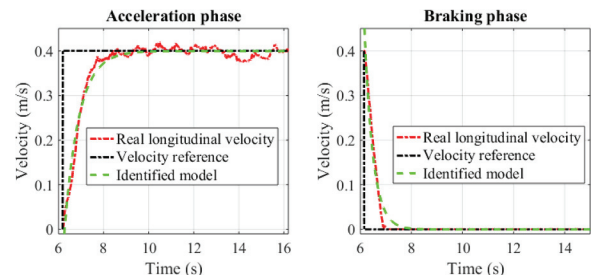 Acceleration phase
Velocity (m/s)
0.4
0.3
0.2
0.1
0
Real longitudinal velocity
Velocity reference
Identified model
6 8 10 12 14 16
Time (s)
Braking phase
Velocity (m/s)
0.4
0.3
0.2
0.1
0
Real longitudinal velocity
Velocity reference
Identified model
6 8 10 12 14
Time (s)